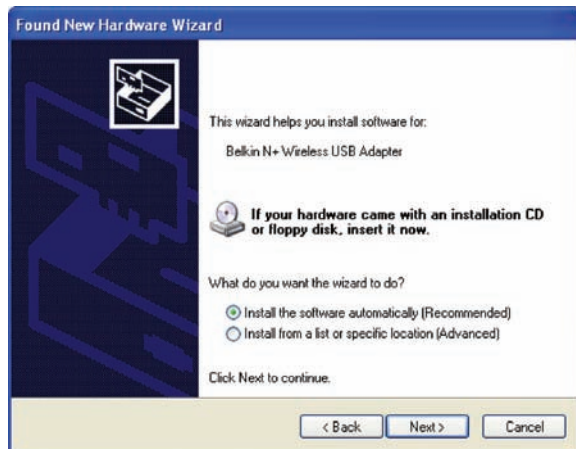 Found New Hardware Wizard
This wizard helps you install software for:
Belkin N+ Wireless USB Adapter
If your hardware came with an installation CD
or floppy disk, insert it now.
What do you want the wizard to do?
Install the software automatically (Recommended)
Install from a list or specific location (Advanced)
Click Next to continue.
< Back
Next >
Cancel